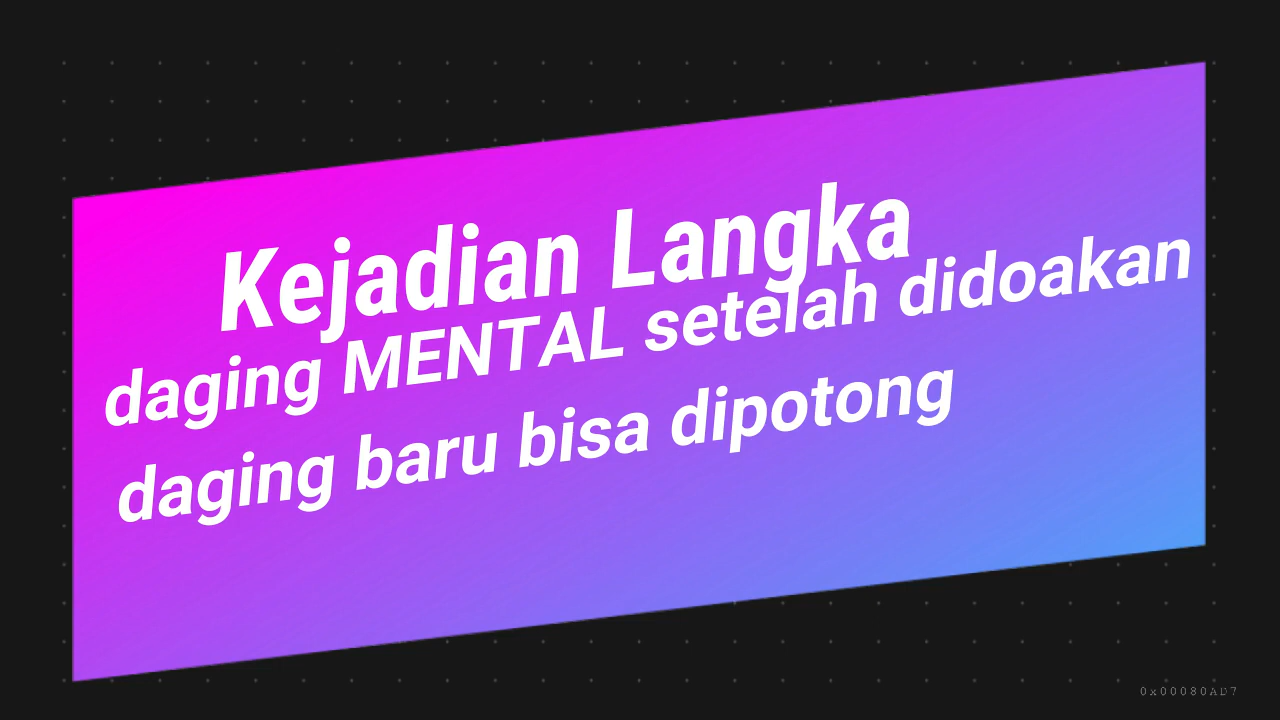 Kejadian Langka
daging MENTAL setelah didoakan
daging baru bisa dipotong
0x00080AD7